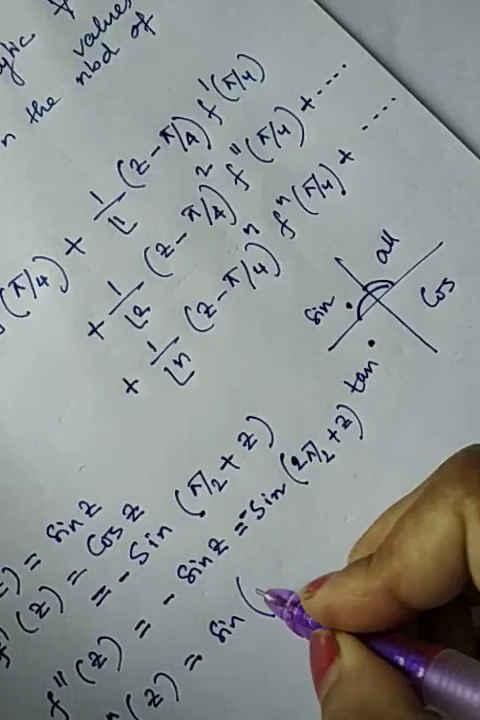 values
n the nbd of
(π/4) + 1/⌊1 (z - π/4) f'(π/4)
+ 1/⌊2 (z - π/4)² f''(π/4) + ....
+ 1/⌊n (z - π/4)ⁿ fⁿ(π/4) + ....
all
sin
Cos
tan
) = sin z
f'(z) = Cos z
= - Sin (π/2 + z)
f''(z) = - sin z = -Sin (2π/2 + z)
(z) = sin (